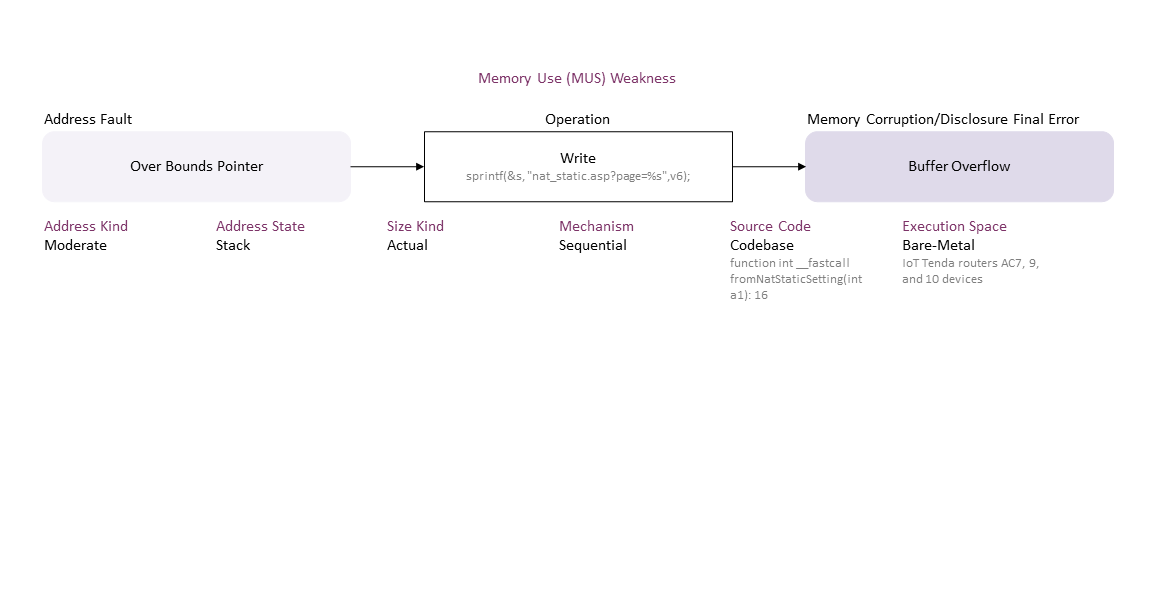 Memory Use (MUS) Weakness
Address Fault
Operation
Memory Corruption/Disclosure Final Error
Over Bounds Pointer
Write
sprintf(&s, "nat_static.asp?page=%s",v6);
Buffer Overflow
Address Kind
Moderate
Address State
Stack
Size Kind
Actual
Mechanism
Sequential
Source Code
Codebase
function int __fastcall
fromNatStaticSetting(int
a1): 16
Execution Space
Bare-Metal
IoT Tenda routers AC7, 9,
and 10 devices